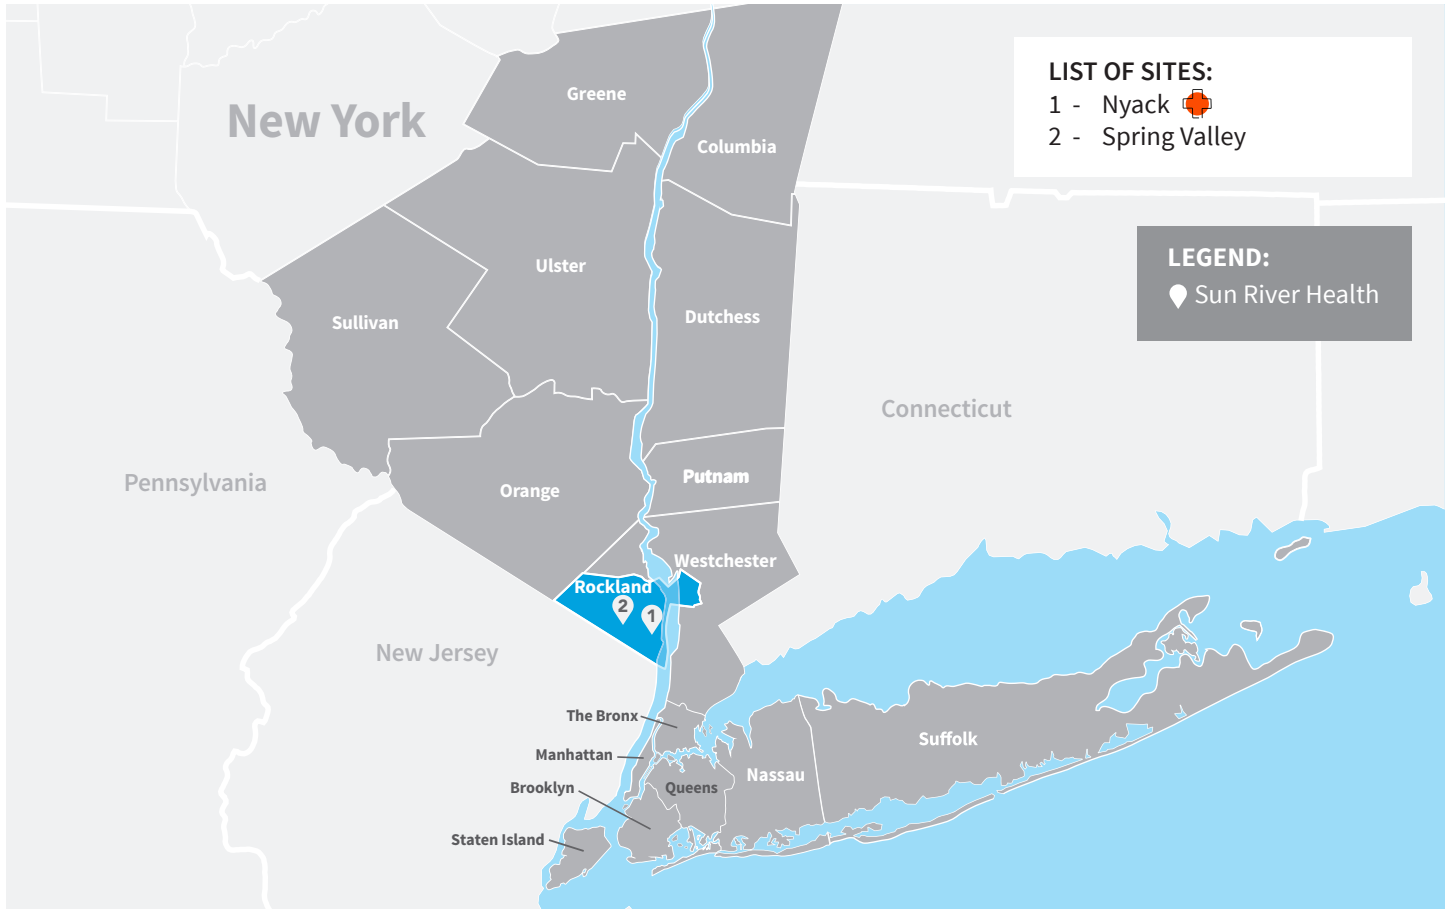 LIST OF SITES:
1 - Nyack
2 - Spring Valley
LEGEND:
Sun River Health
New York
Greene
Columbia
Ulster
Sullivan
Dutchess
Connecticut
Pennsylvania
Putnam
Orange
Westchester
Rockland
2
1
New Jersey
The Bronx
Manhattan
Suffolk
Nassau
Brooklyn
Queens
Staten Island